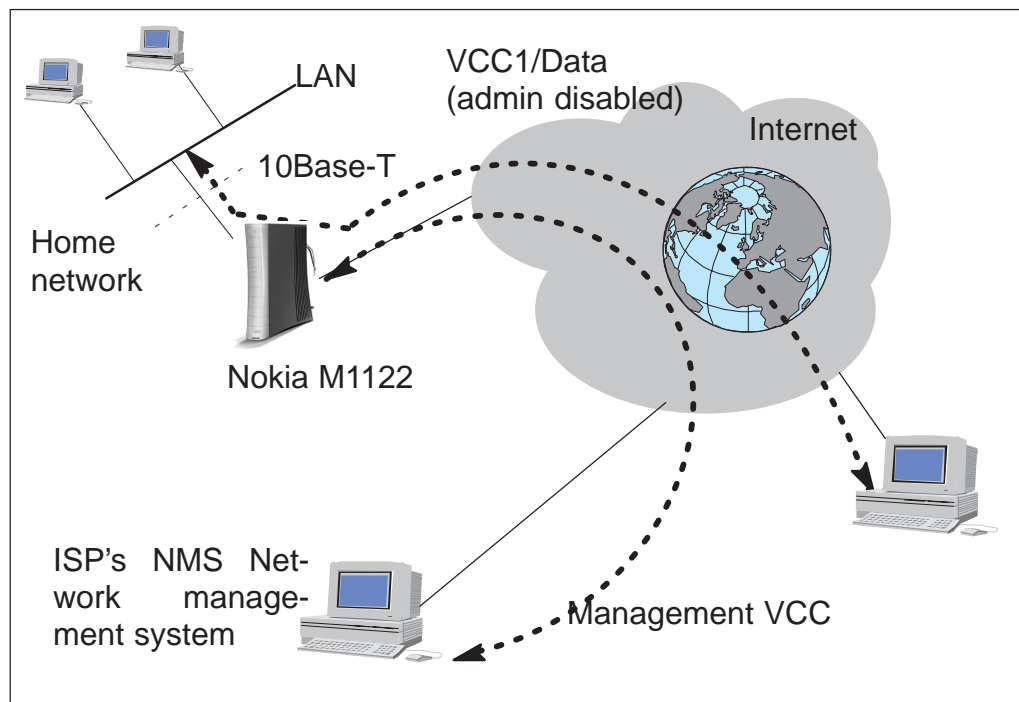 LAN
VCC1/Data
(admin disabled)
Internet
10Base-T
Home
network
Nokia M1122
ISP's NMS Net-
work manage-
ment system
Management VCC